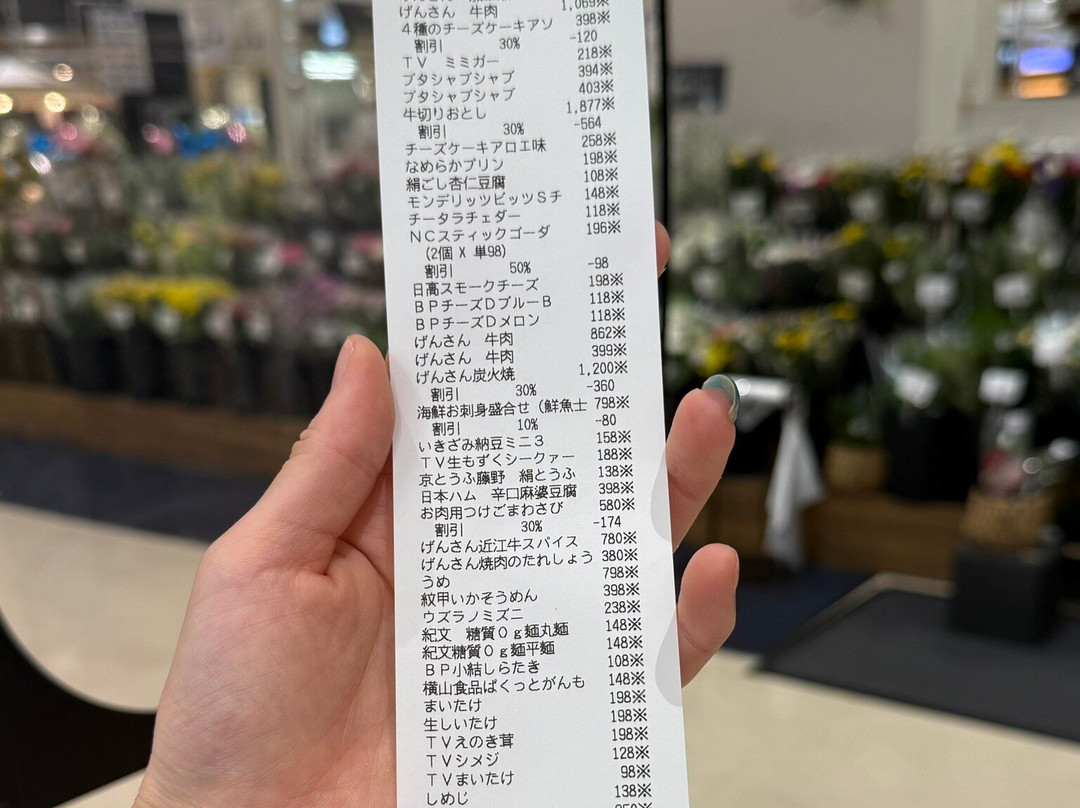 げんさん 牛肉 1,069※
4種のチーズケーキアソ 398※
割引 30% -120
TV ミミガー 218※
ブタシャブシャブ 394※
ブタシャブシャブ 403※
牛切りおとし 1,877※
割引 30% -564
チーズケーキアロエ味 258※
なめらかプリン 198※
絹ごし杏仁豆腐 108※
モンデリッツビッツSチ 148※
チータラチェダー 118※
NCスティックゴーダ 196※
(2個 X 単98)
割引 50% -98
日高スモークチーズ 198※
BPチーズDブルーB 118※
BPチーズDメロン 118※
げんさん 牛肉 862※
げんさん 牛肉 399※
げんさん炭火焼 1,200※
割引 30% -360
海鮮お刺身盛合せ(鮮魚士 798※
割引 10% -80
いきざみ納豆ミニ3 158※
TV生もずくシークァー 188※
京とうふ藤野 絹とうふ 138※
日本ハム 辛口麻婆豆腐 398※
お肉用つけごまわさび 580※
割引 30% -174
げんさん近江牛スパイス 780※
げんさん焼肉のたれしょう 380※
うめ 798※
紋甲いかそうめん 398※
ウズラノミズニ 238※
紀文 糖質0g麺丸麺 148※
紀文糖質0g麺平麺 148※
BP小結しらたき 108※
横山食品ぱくっとがんも 148※
まいたけ 198※
生しいたけ 198※
TVえのき茸 198※
TVシメジ 128※
TVまいたけ 98※
しめじ 138※